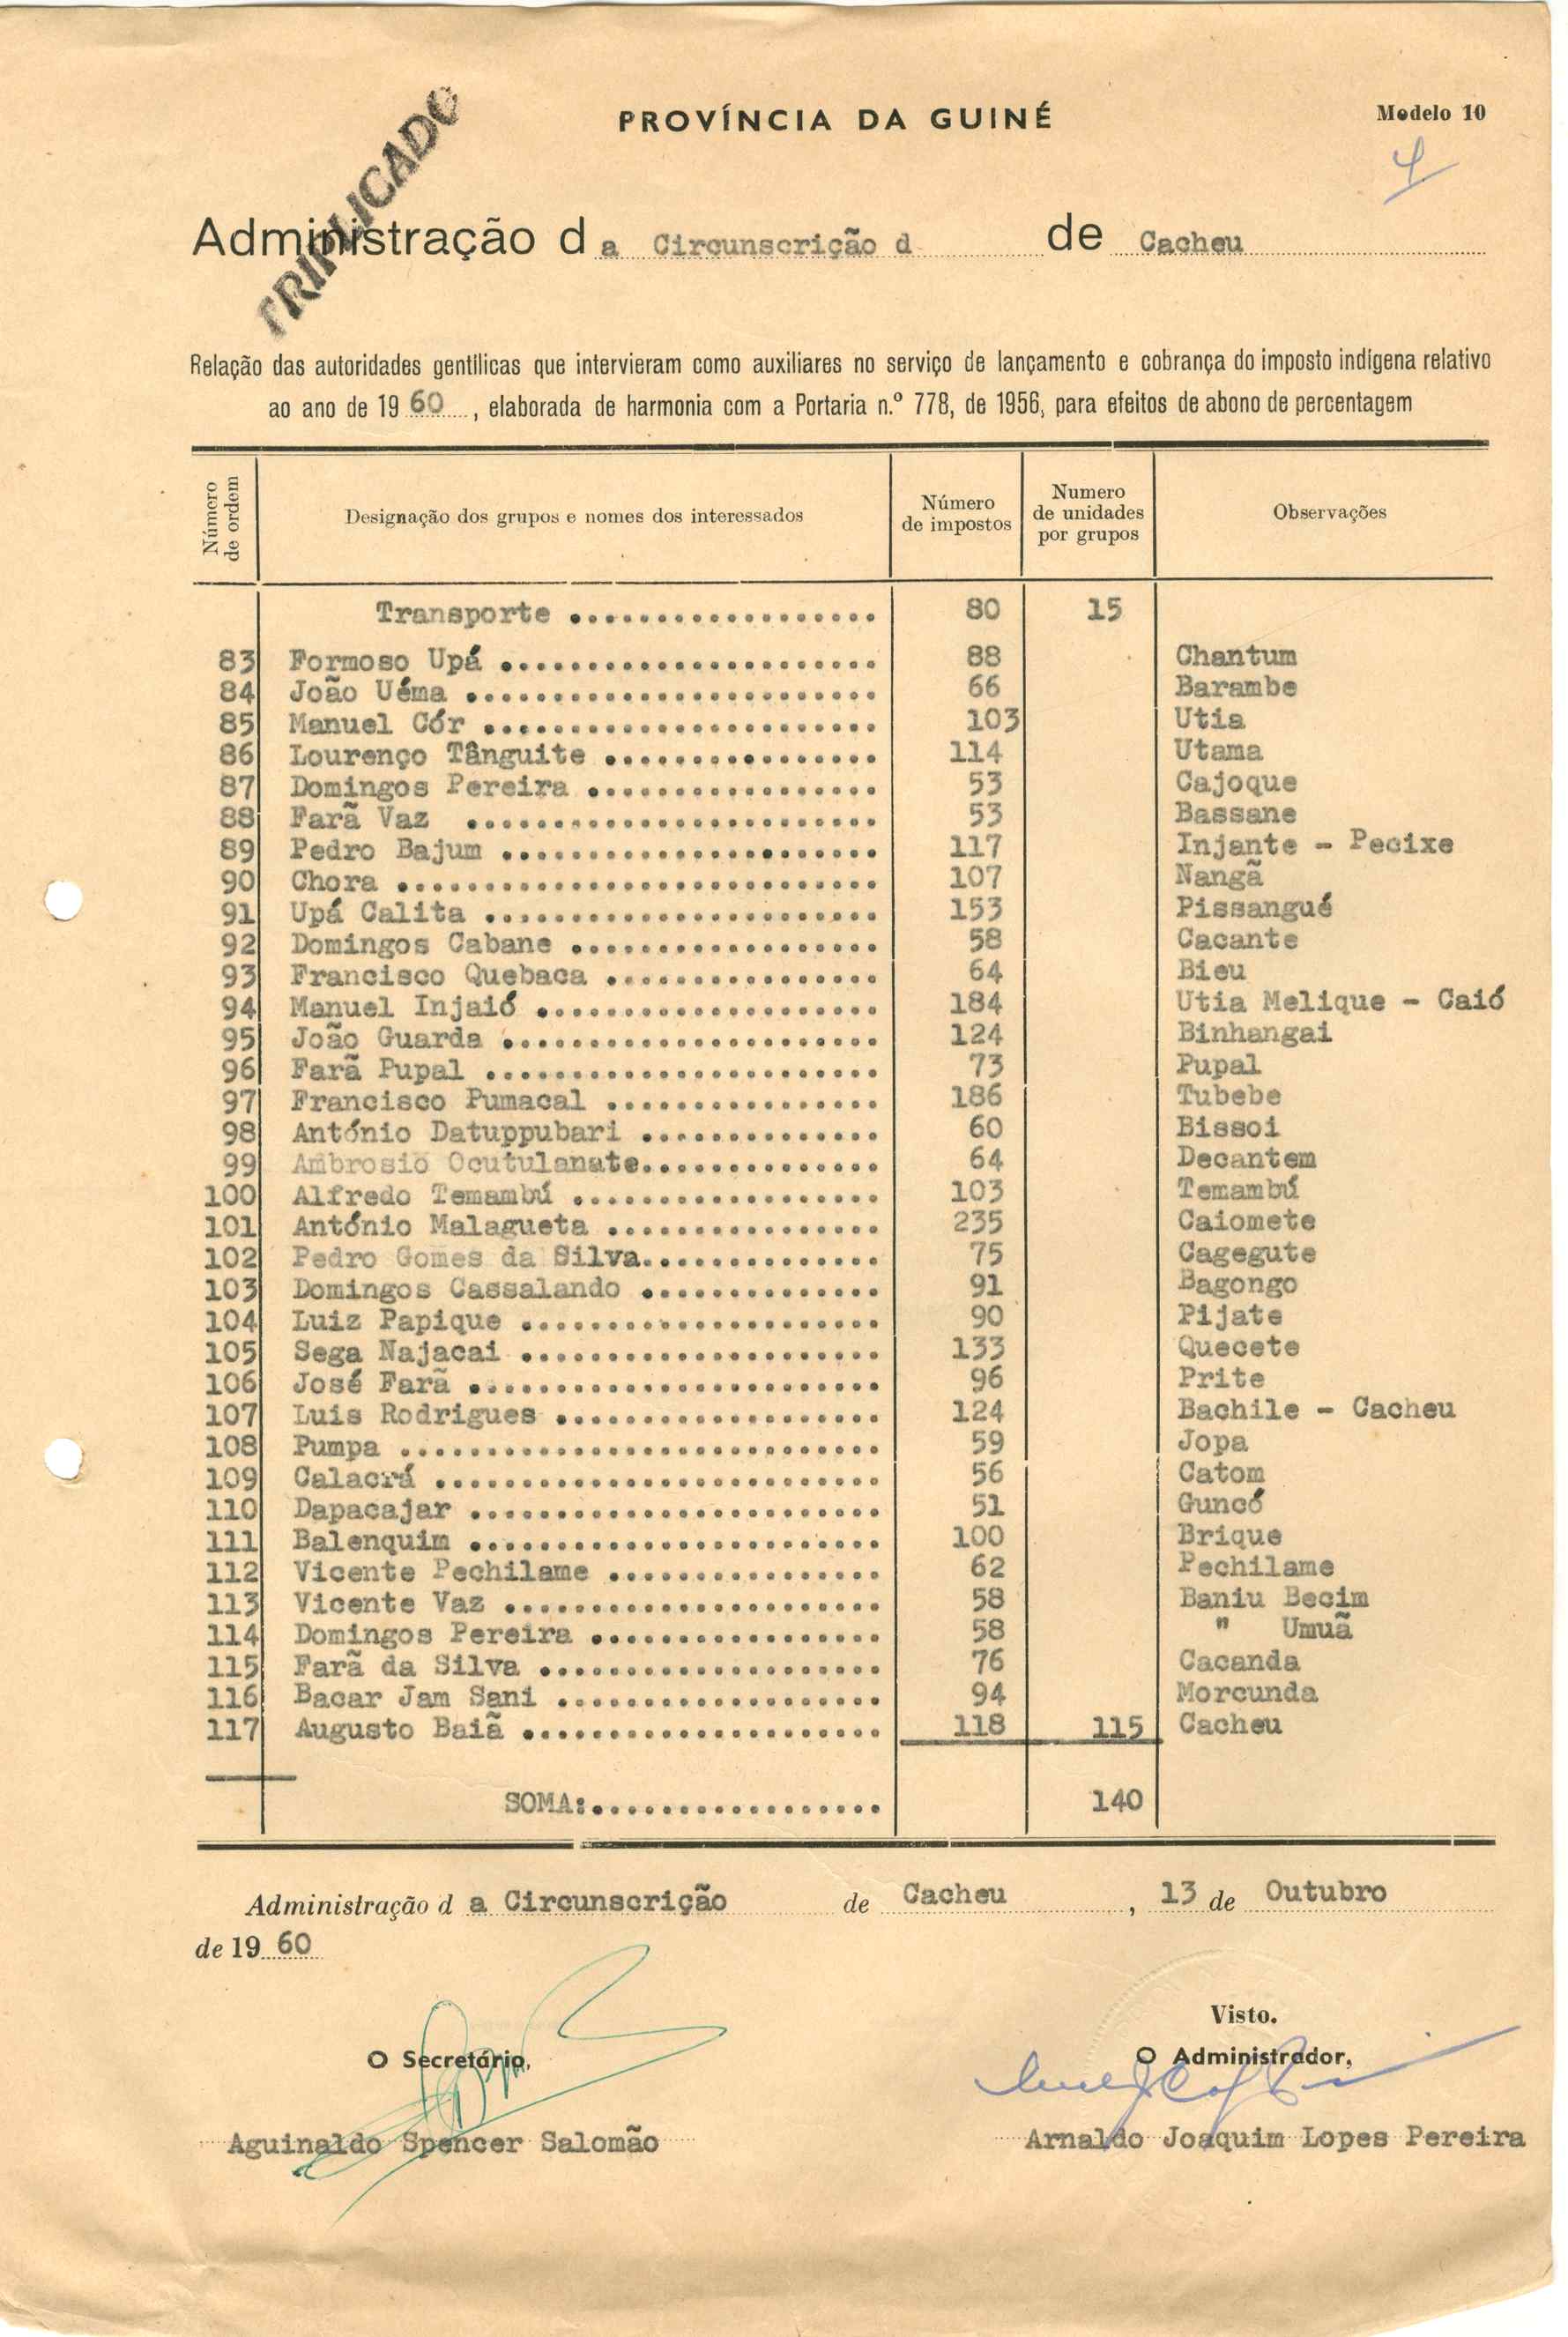 TRIPLICADO
PROVÍNCIA DA GUINÉ
Modelo 10
4
Administração d a Circunscrição d de Cacheu
Relação das autoridades gentílicas que intervieram como auxiliares no serviço de lançamento e cobrança do imposto indígena relativo
ao ano de 19 60 , elaborada de harmonia com a Portaria n.º 778, de 1956, para efeitos de abono de percentagem
Número de ordem
Designação dos grupos e nomes dos interessados
Número de impostos
Numero de unidades por grupos
Observações
Transporte .................. 80 15
83 Formoso Upá ...................... 88 Chantum
84 João Uéma ........................ 66 Barambe
85 Manuel Cór ....................... 103 Utia
86 Lourenço Tânguite ................ 114 Utama
87 Domingos Pereira ................. 53 Cajoque
88 Farã Vaz ........................ 53 Bassane
89 Pedro Bajum ...................... 117 Injante - Pecixe
90 Chora ............................ 107 Nangã
91 Upá Calita ....................... 153 Pissangué
92 Domingos Cabane .................. 58 Cacante
93 Francisco Quebaca ................ 64 Bieu
94 Manuel Injaió .................... 184 Utia Melique - Caió
95 João Guarda ...................... 124 Binhangai
96 Farã Pupal ....................... 73 Pupal
97 Francisco Pumacal ................ 186 Tubebe
98 António Datuppubari .............. 60 Bissoi
99 Ambrosio Ocutulanate.............. 64 Decantem
100 Alfredo Temambú .................. 103 Temambú
101 António Malagueta ................ 235 Caiomete
102 Pedro Gomes da Silva.............. 75 Cagegute
103 Domingos Cassalando .............. 91 Bagongo
104 Luiz Papique ..................... 90 Pijate
105 Sega Najacai ..................... 133 Quecete
106 José Farã ........................ 96 Prite
107 Luis Rodrigues ................... 124 Bachile - Cacheu
108 Pumpa ............................ 59 Jopa
109 Calacrá .......................... 56 Catom
110 Dapacajar ........................ 51 Guncó
111 Balenquim ........................ 100 Brique
112 Vicente Pechilame ................ 62 Pechilame
113 Vicente Vaz ...................... 58 Baniu Becim
114 Domingos Pereira ................. 58 " Umuã
115 Farã da Silva .................... 76 Cacanda
116 Bacar Jam Sani ................... 94 Morcunda
117 Augusto Baiã ..................... 118 115 Cacheu
SOMA:................. 140
Administração d a Circunscrição de Cacheu , 13 de Outubro
de 19 60
Visto.
O Secretário,
O Administrador,
Aguinaldo Spencer Salomão
Arnaldo Joaquim Lopes Pereira